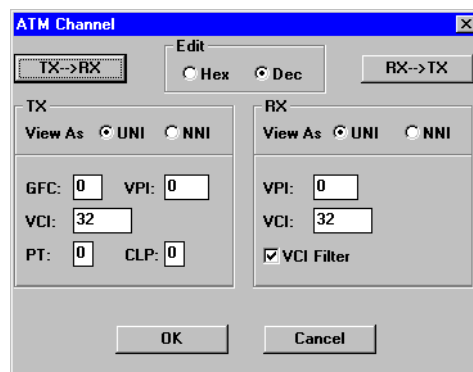 ATM Channel
TX-->RX
Edit
Hex Dec
RX-->TX
TX
View As UNI NNI
GFC: 0 VPI: 0
VCI: 32
PT: 0 CLP: 0
RX
View As UNI NNI
VPI: 0
VCI: 32
VCI Filter
OK Cancel